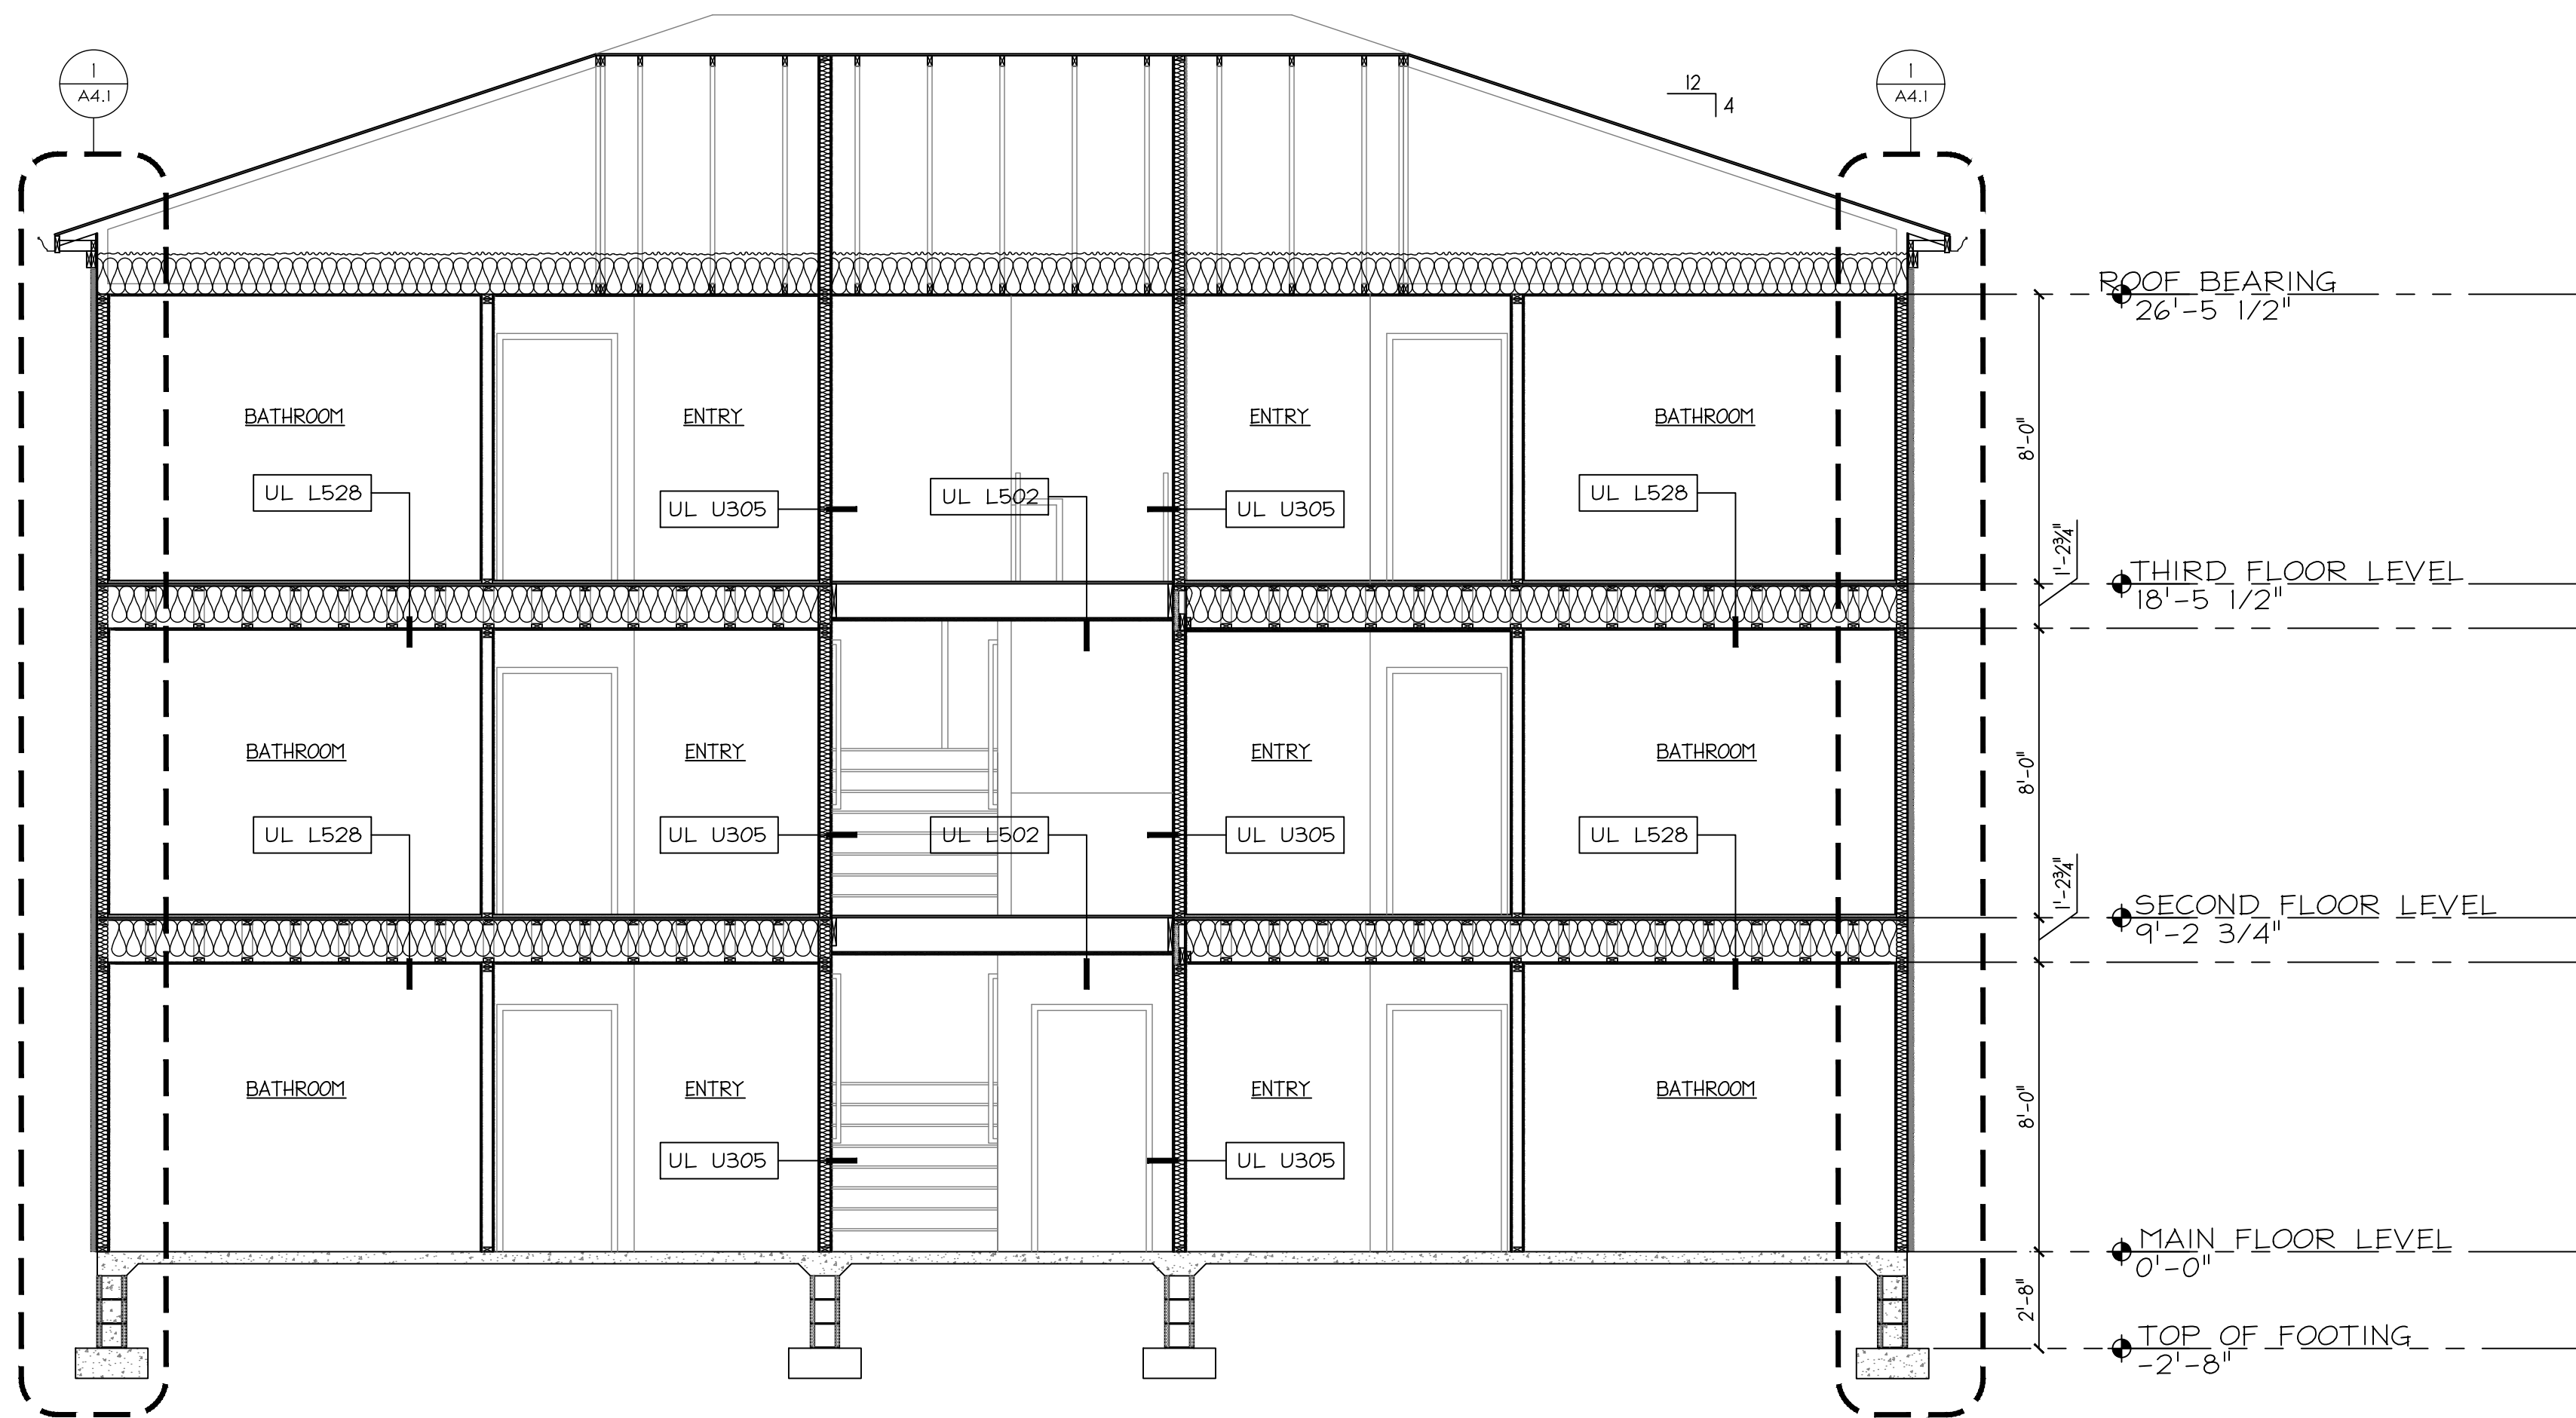 1
A4.1
12
4
1
A4.1
ROOF BEARING
26'-5 1/2"
8'-0"
BATHROOM
ENTRY
ENTRY
BATHROOM
UL L528
UL U305
UL L502
UL U305
UL L528
1'-2¾"
THIRD FLOOR LEVEL
18'-5 1/2"
8'-0"
BATHROOM
ENTRY
ENTRY
BATHROOM
UL L528
UL U305
UL L502
UL U305
UL L528
1'-2¾"
SECOND FLOOR LEVEL
9'-2 3/4"
8'-0"
BATHROOM
ENTRY
ENTRY
BATHROOM
UL U305
UL U305
MAIN FLOOR LEVEL
0'-0"
2'-8"
TOP OF FOOTING
-2'-8"